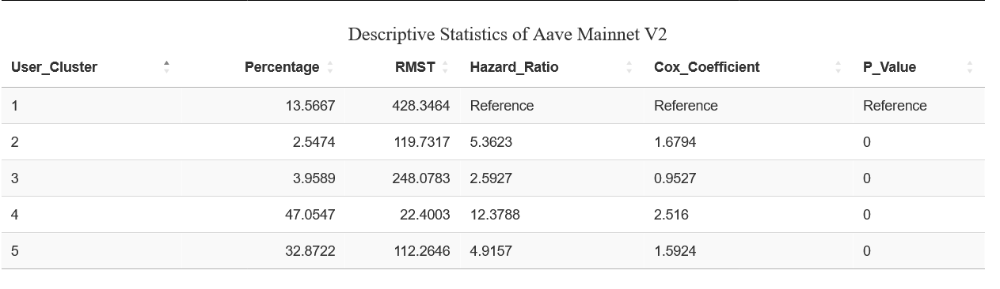 Descriptive Statistics of Aave Mainnet V2
User_Cluster Percentage RMST Hazard_Ratio Cox_Coefficient P_Value
1 13.5667 428.3464 Reference Reference Reference
2 2.5474 119.7317 5.3623 1.6794 0
3 3.9589 248.0783 2.5927 0.9527 0
4 47.0547 22.4003 12.3788 2.516 0
5 32.8722 112.2646 4.9157 1.5924 0